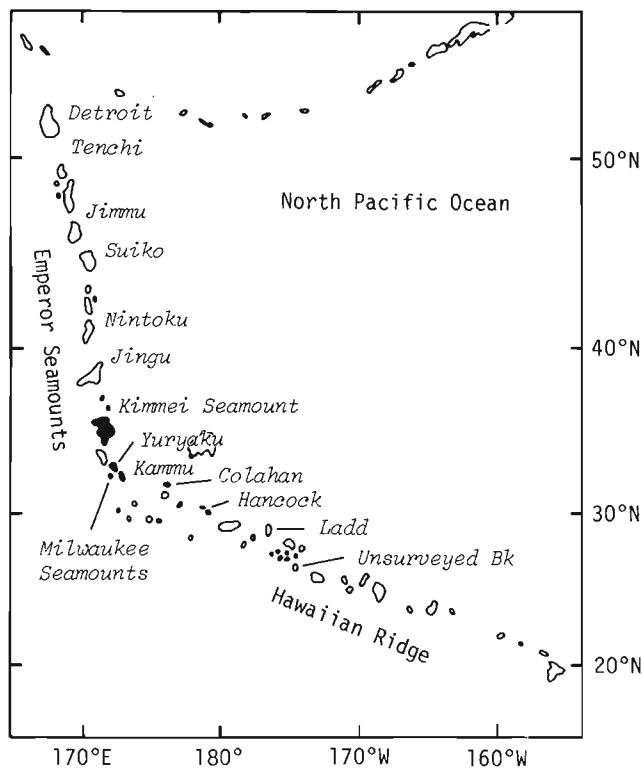 Detroit
Tenchi
50°N
North Pacific Ocean
Jimmu
Suiko
Emperor Seamounts
Nintoku
40°N
Jingu
Kimmei Seamount
Yuryaku
Kammu
Colahan
Hancock
30°N
Ladd
Milwaukee
Seamounts
Unsurveyed Bk
Hawaiian Ridge
20°N
170°E 180° 170°W 160°W